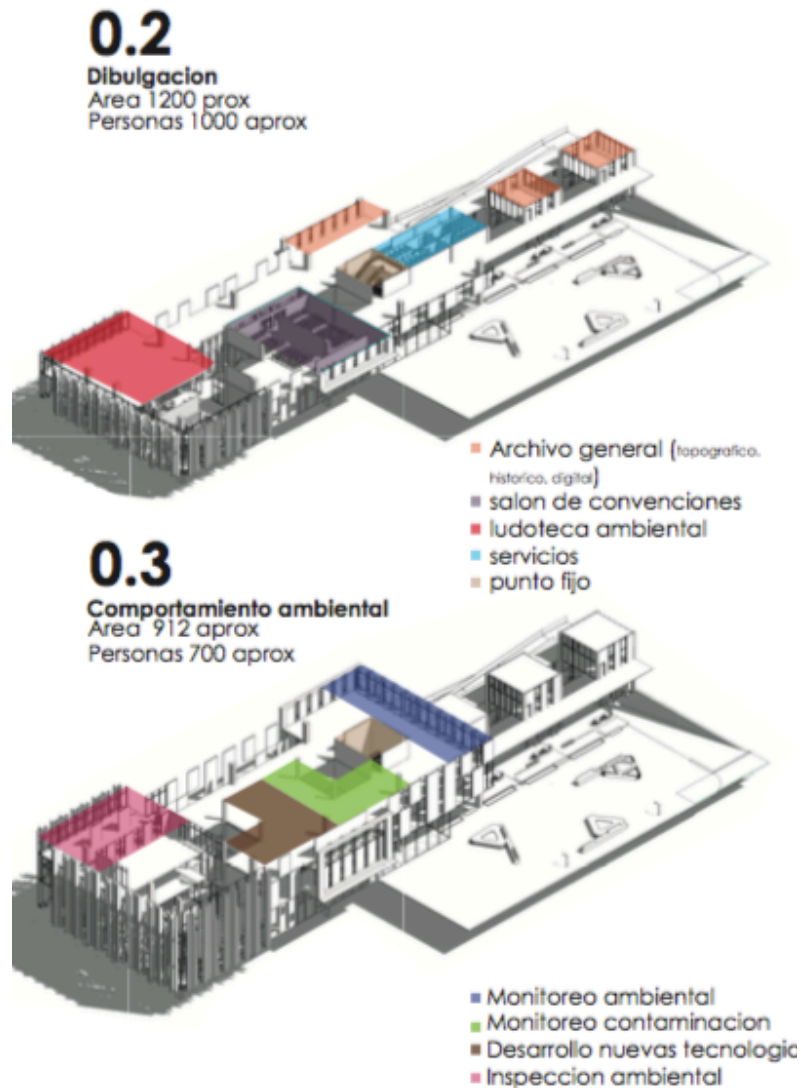 0.2
Dibulgacion
Area 1200 prox
Personas 1000 aprox
Archivo general (topografico,
historico, digital)
salon de convenciones
ludoteca ambiental
servicios
punto fijo
0.3
Comportamiento ambiental
Area 912 aprox
Personas 700 aprox
Monitoreo ambiental
Monitoreo contaminacion
Desarrollo nuevas tecnologia
Inspeccion ambiental